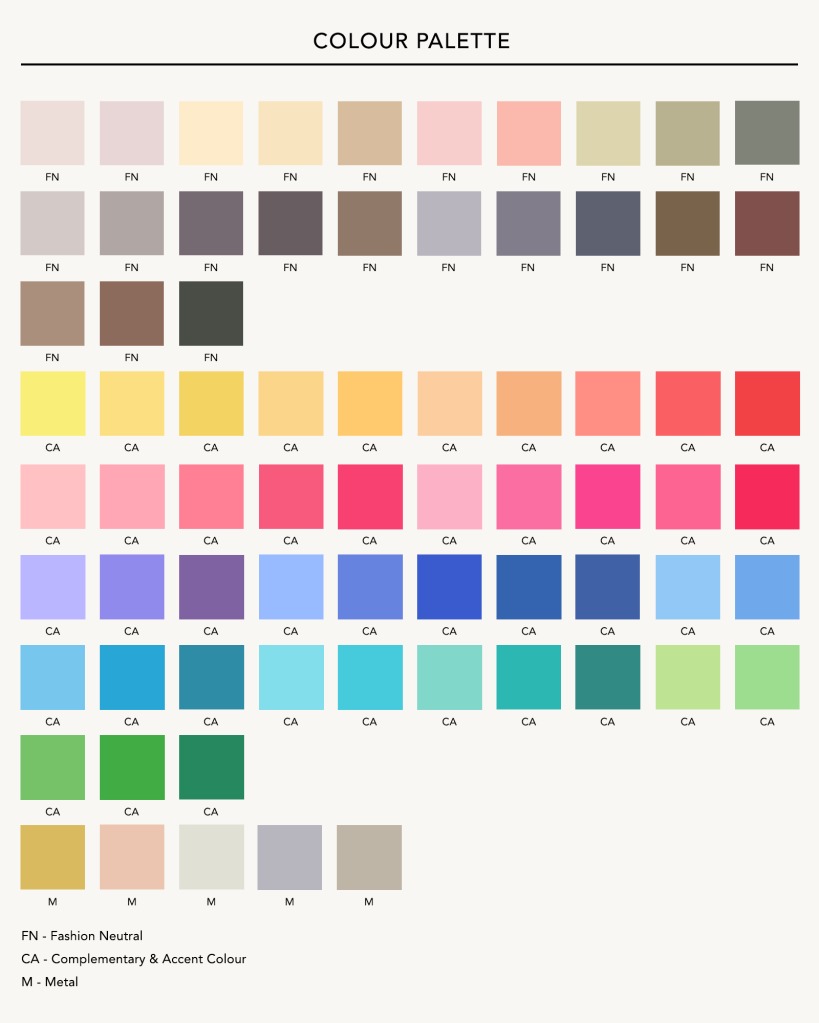 COLOUR PALETTE
FN FN FN FN FN FN FN FN FN FN
FN FN FN FN FN FN FN FN FN FN
FN FN FN
CA CA CA CA CA CA CA CA CA CA
CA CA CA CA CA CA CA CA CA CA
CA CA CA CA CA CA CA CA CA CA
CA CA CA CA CA CA CA CA CA CA
CA CA CA
M M M M M
FN - Fashion Neutral
CA - Complementary & Accent Colour
M - Metal